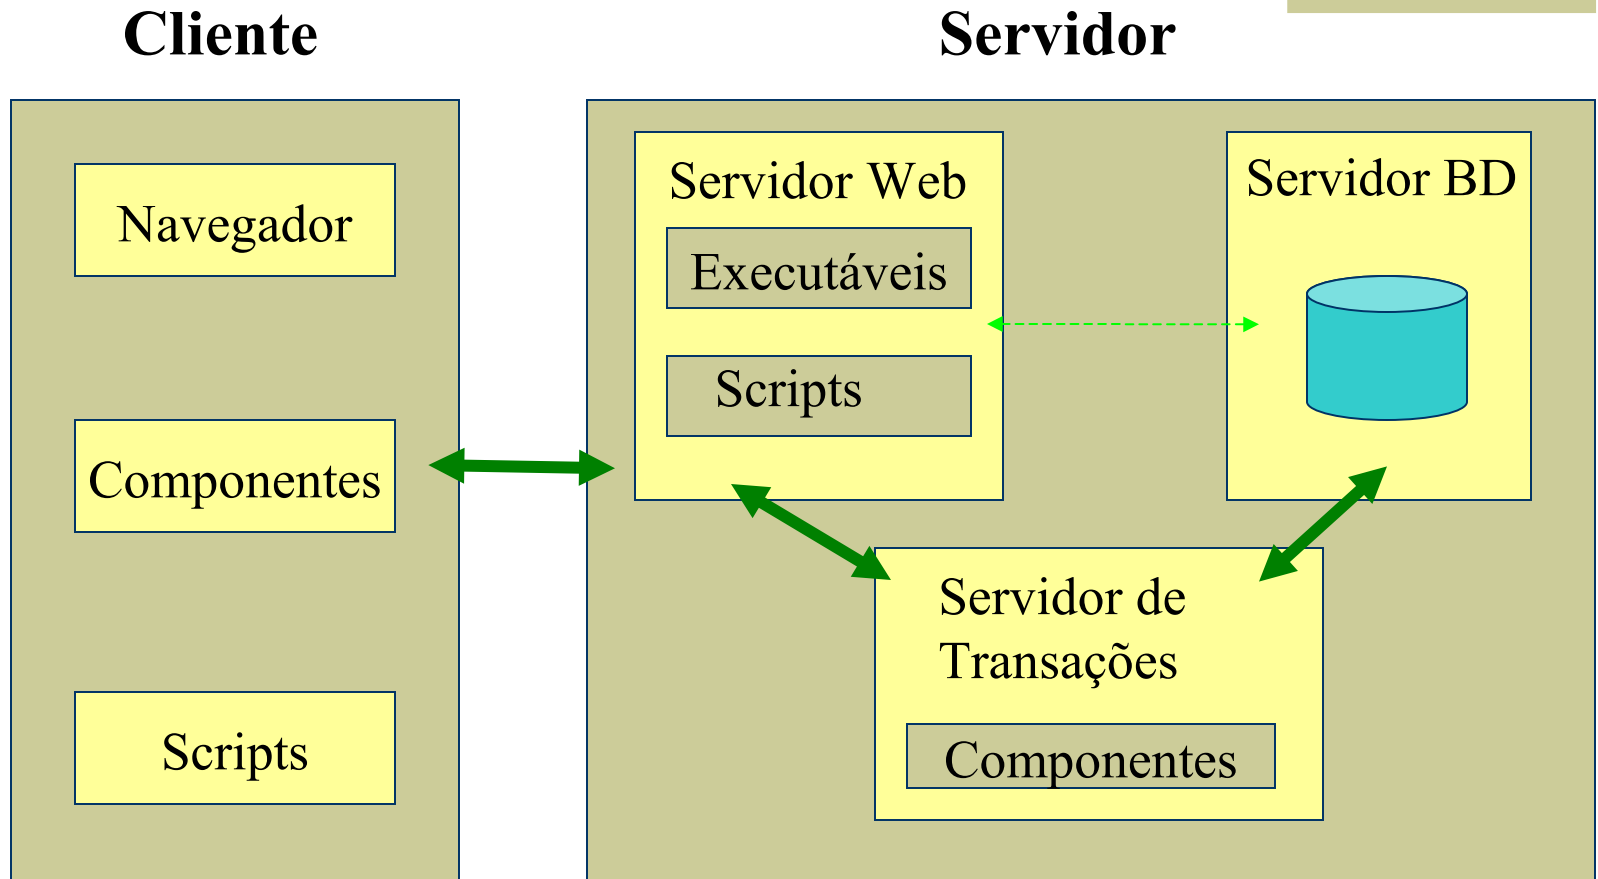 Cliente
Servidor
Navegador
Componentes
Scripts
Servidor Web
Executáveis
Scripts
Servidor BD
Servidor de
Transações
Componentes